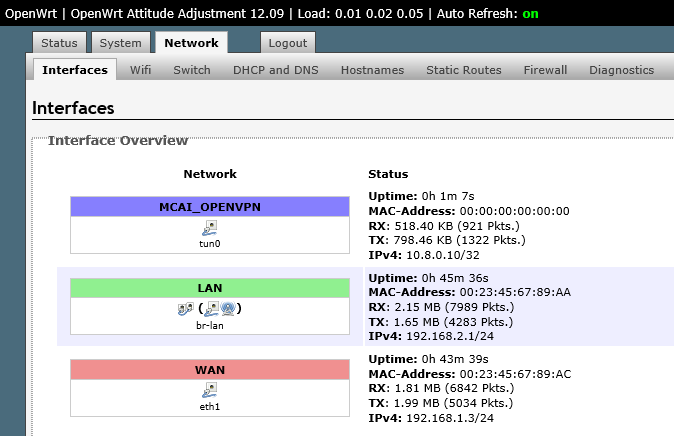 OpenWrt | OpenWrt Attitude Adjustment 12.09 | Load: 0.01 0.02 0.05 | Auto Refresh: on
Status System Network Logout
Interfaces Wifi Switch DHCP and DNS Hostnames Static Routes Firewall Diagnostics
Interfaces
Interface Overview
Network Status
MCAI_OPENVPN
tun0
Uptime: 0h 1m 7s
MAC-Address: 00:00:00:00:00:00
RX: 518.40 KB (921 Pkts.)
TX: 798.46 KB (1322 Pkts.)
IPv4: 10.8.0.10/32
LAN
( )
br-lan
Uptime: 0h 45m 36s
MAC-Address: 00:23:45:67:89:AA
RX: 2.15 MB (7989 Pkts.)
TX: 1.65 MB (4283 Pkts.)
IPv4: 192.168.2.1/24
WAN
eth1
Uptime: 0h 43m 39s
MAC-Address: 00:23:45:67:89:AC
RX: 1.81 MB (6842 Pkts.)
TX: 1.99 MB (5034 Pkts.)
IPv4: 192.168.1.3/24